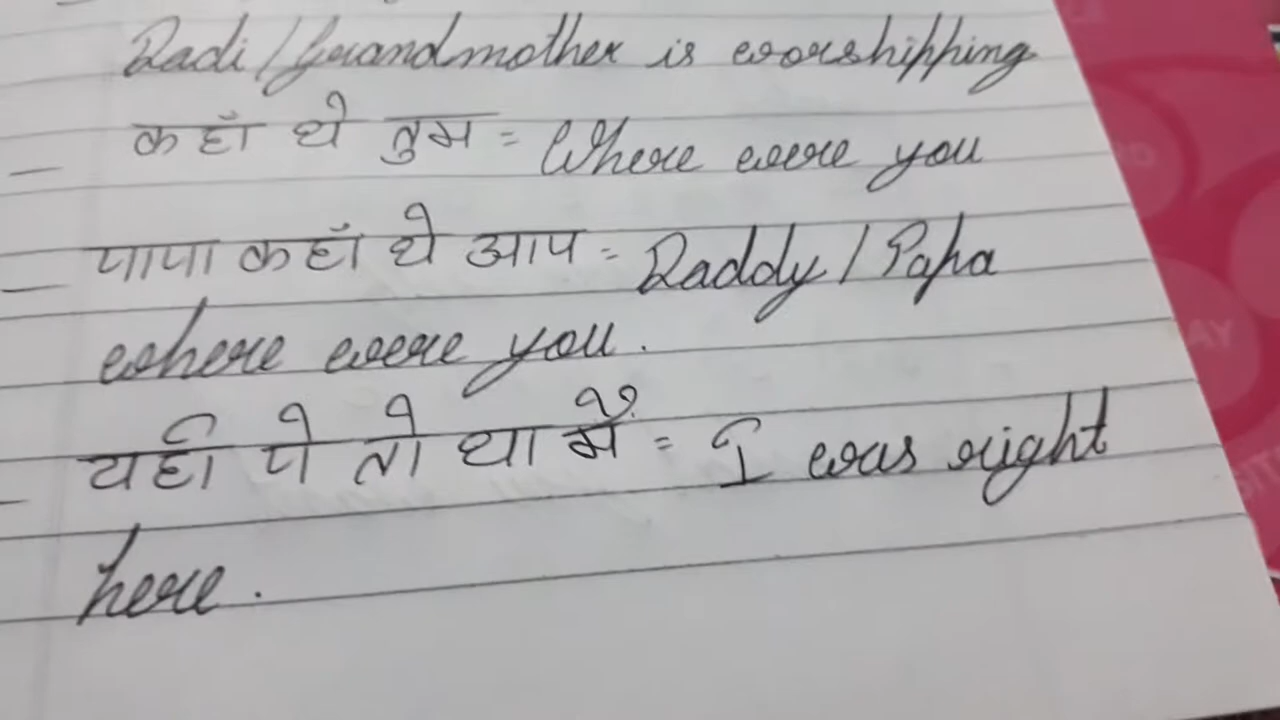 Dadi/Grandmother is worshipping
– कहाँ थे तुम = Where were you
– पापा कहाँ थे आप = Daddy / Papa
where were you.
– यहीं पे तो था मैं = I was right
here.